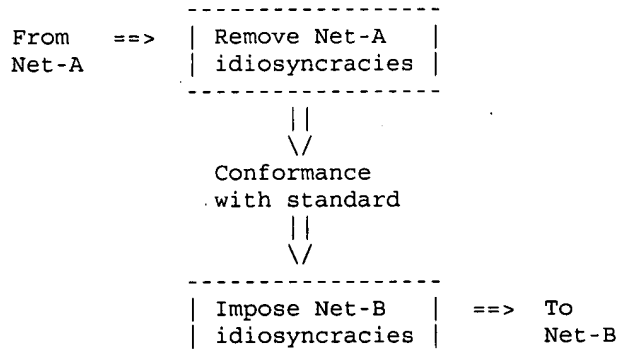 From ==> | Remove Net-A |
Net-A | idiosyncracies |
||
\/
Conformance
with standard
||
\/
| Impose Net-B | ==> To
| idiosyncracies | Net-B